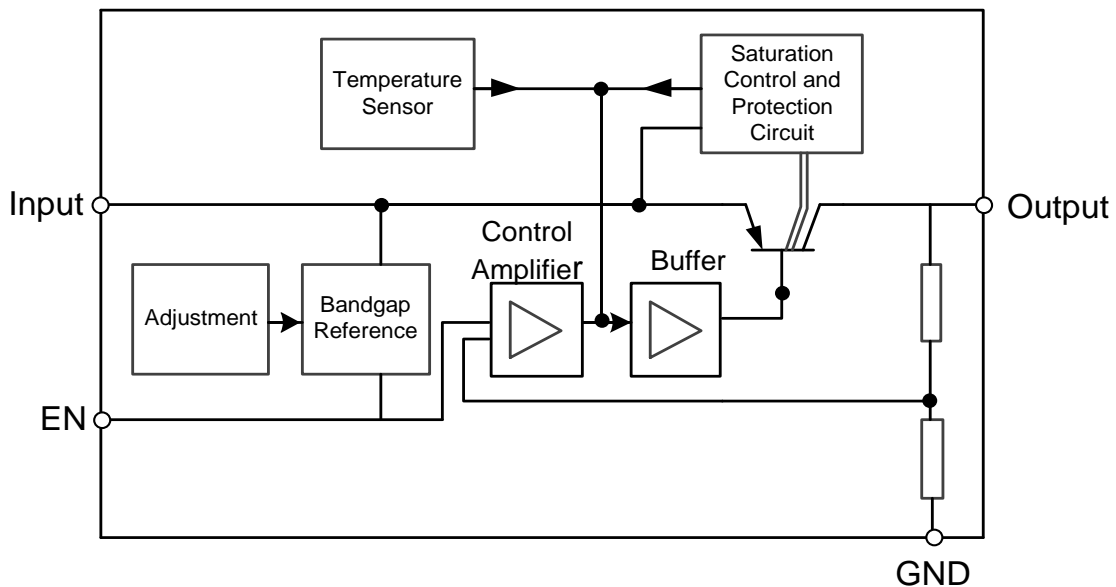 Temperature
Sensor
Saturation
Control and
Protection
Circuit
Input
Output
Control
Amplifier
Buffer
Adjustment
Bandgap
Reference
EN
GND